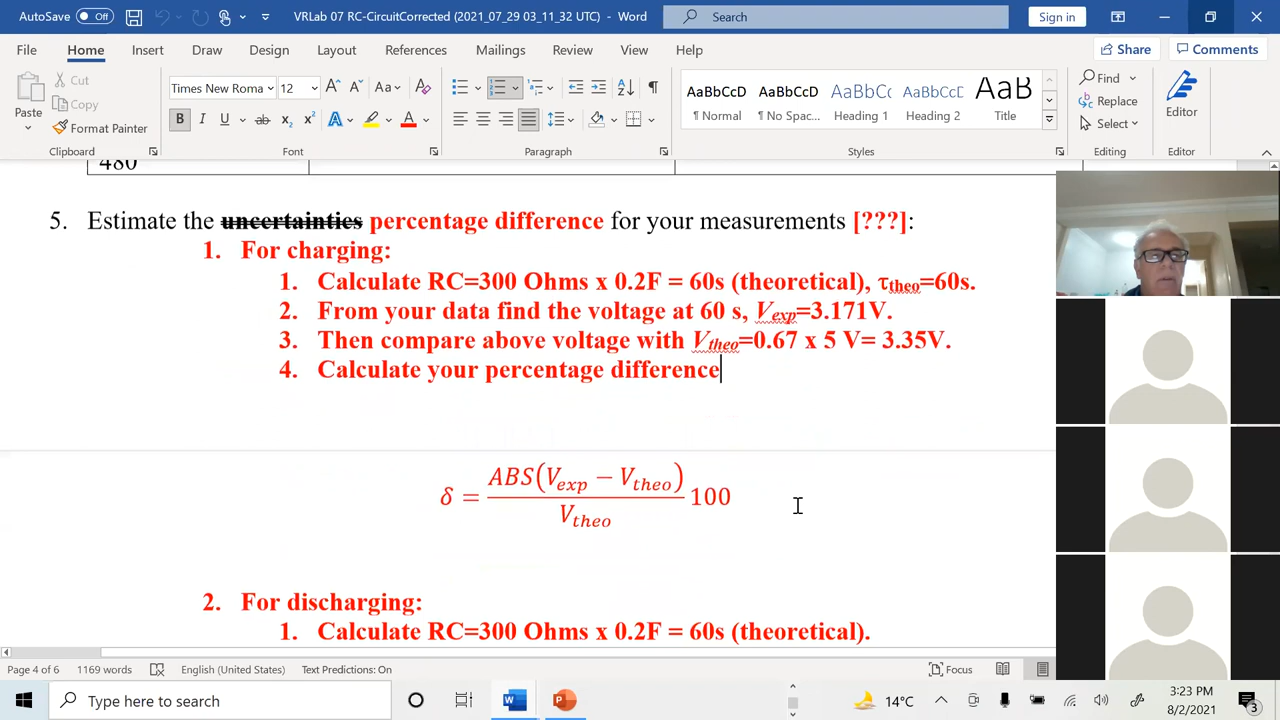 AutoSave Off VRLab 07 RC-CircuitCorrected (2021_07_29 03_11_32 UTC) - Word Search Sign in
File Home Insert Draw Design Layout References Mailings Review View Help Share Comments
Paste Cut Copy Format Painter Times New Roma 12 AaBbCcD ¶ Normal AaBbCcD ¶ No Spac... AaBbC Heading 1 AaBbCcD Heading 2 AaB Title Find Replace Select Editor
Clipboard Font Paragraph Styles Editing Editor
480
5. Estimate the uncertainties percentage difference for your measurements [???]:
1. For charging:
1. Calculate RC=300 Ohms x 0.2F = 60s (theoretical), τtheo=60s.
2. From your data find the voltage at 60 s, Vexp=3.171V.
3. Then compare above voltage with Vtheo=0.67 x 5 V= 3.35V.
4. Calculate your percentage difference
δ = ABS(Vexp − Vtheo) / Vtheo 100
2. For discharging:
1. Calculate RC=300 Ohms x 0.2F = 60s (theoretical).
Page 4 of 6 1169 words English (United States) Text Predictions: On Focus
Type here to search 14°C 3:23 PM
8/2/2021 3